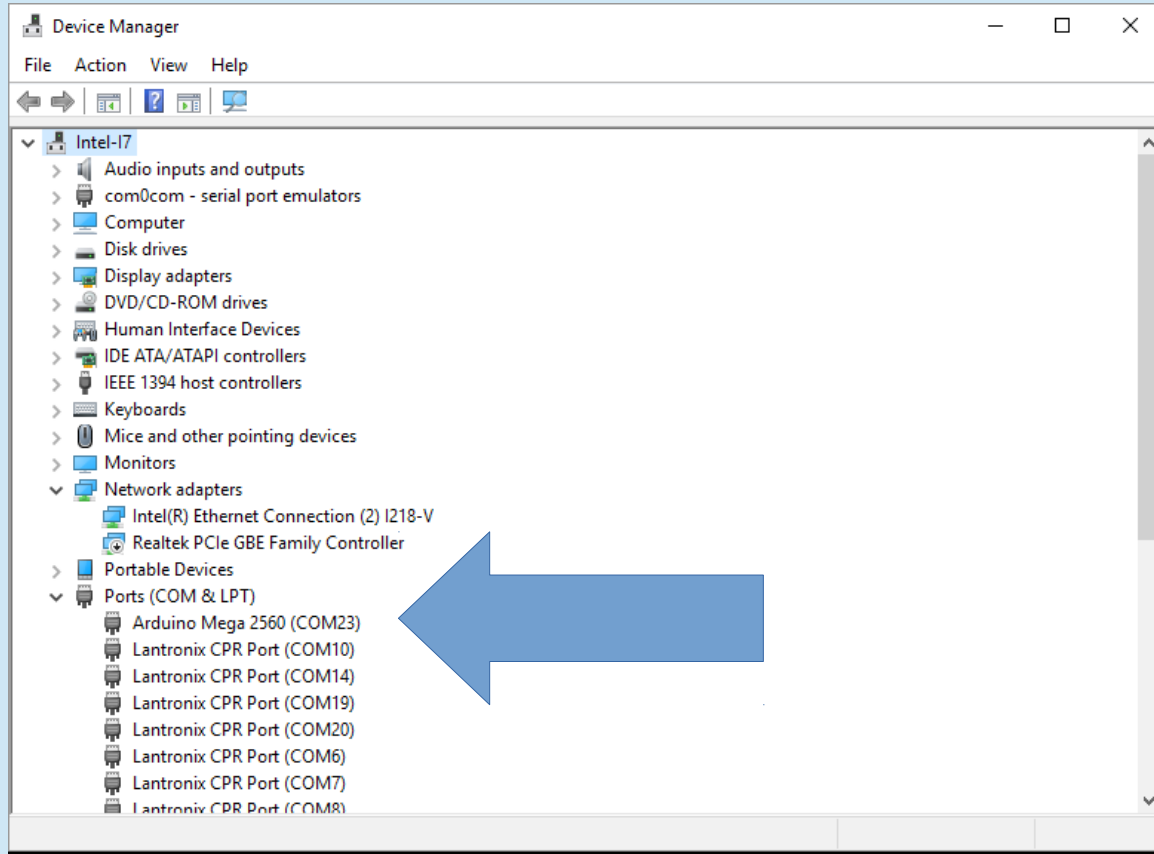 Device Manager
File Action View Help
Intel-I7
Audio inputs and outputs
com0com - serial port emulators
Computer
Disk drives
Display adapters
DVD/CD-ROM drives
Human Interface Devices
IDE ATA/ATAPI controllers
IEEE 1394 host controllers
Keyboards
Mice and other pointing devices
Monitors
Network adapters
Intel(R) Ethernet Connection (2) I218-V
Realtek PCIe GBE Family Controller
Portable Devices
Ports (COM & LPT)
Arduino Mega 2560 (COM23)
Lantronix CPR Port (COM10)
Lantronix CPR Port (COM14)
Lantronix CPR Port (COM19)
Lantronix CPR Port (COM20)
Lantronix CPR Port (COM6)
Lantronix CPR Port (COM7)
Lantronix CPR Port (COM8)